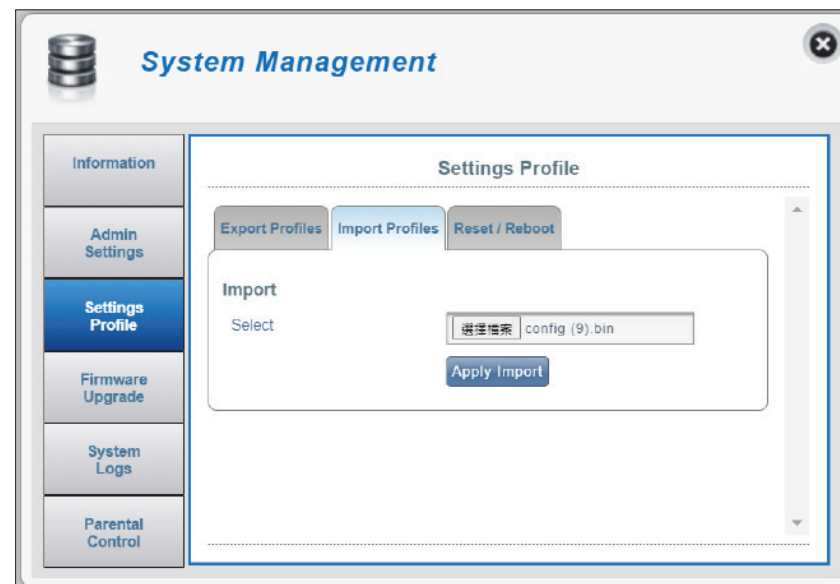 System Management
Information
Admin
Settings
Settings
Profile
Firmware
Upgrade
System
Logs
Parental
Control
Settings Profile
Export Profiles
Import Profiles
Reset / Reboot
Import
Select
選擇檔案 config (9).bin
Apply Import